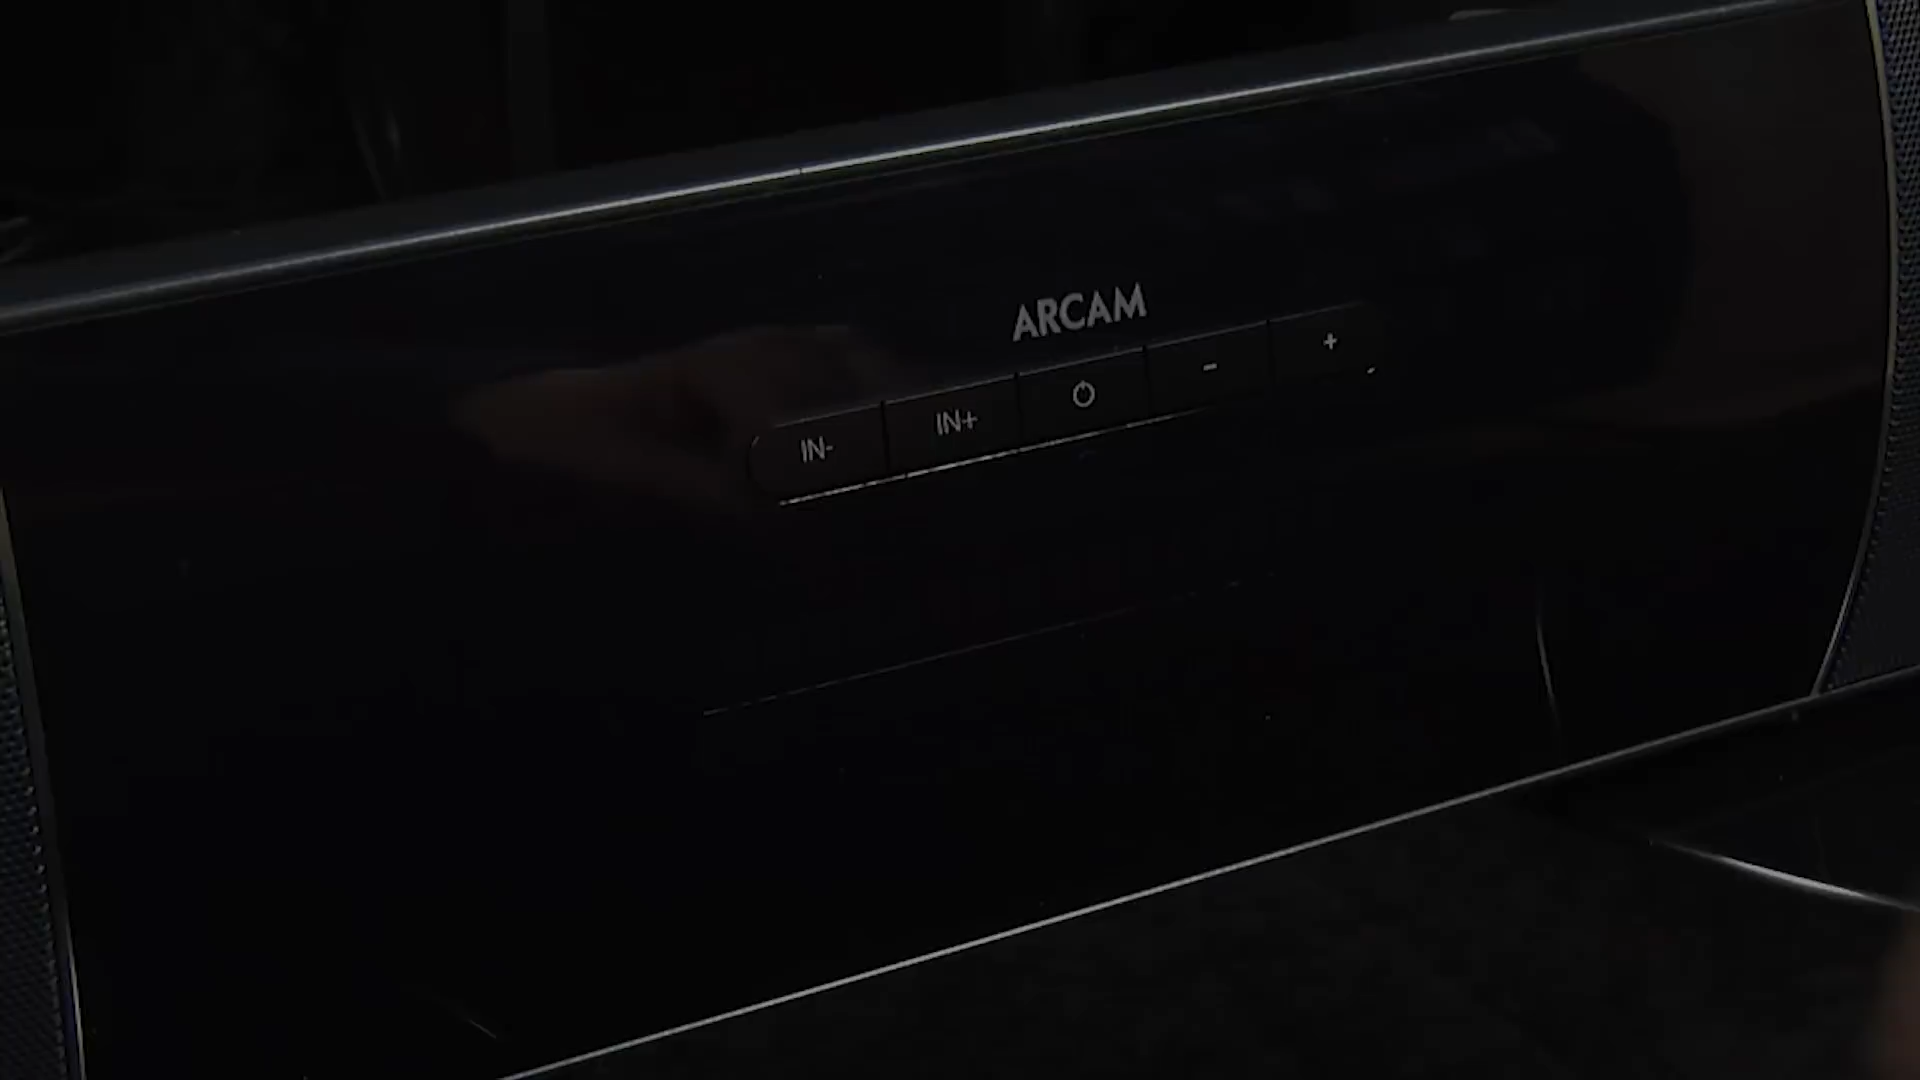 ARCAM
IN- IN+ - +